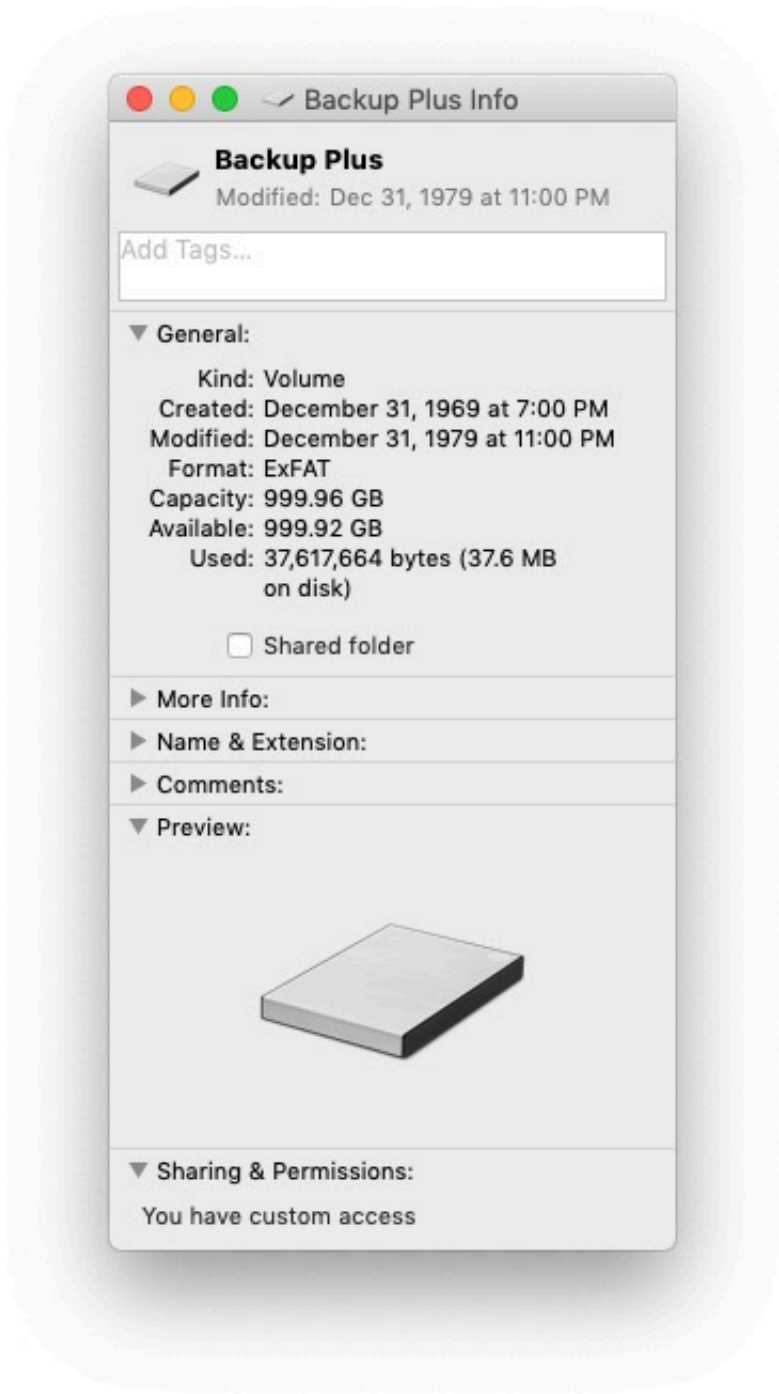 Backup Plus Info
Backup Plus
Modified: Dec 31, 1979 at 11:00 PM
Add Tags...
General:
Kind: Volume
Created: December 31, 1969 at 7:00 PM
Modified: December 31, 1979 at 11:00 PM
Format: ExFAT
Capacity: 999.96 GB
Available: 999.92 GB
Used: 37,617,664 bytes (37.6 MB
on disk)
Shared folder
More Info:
Name & Extension:
Comments:
Preview:
Sharing & Permissions:
You have custom access